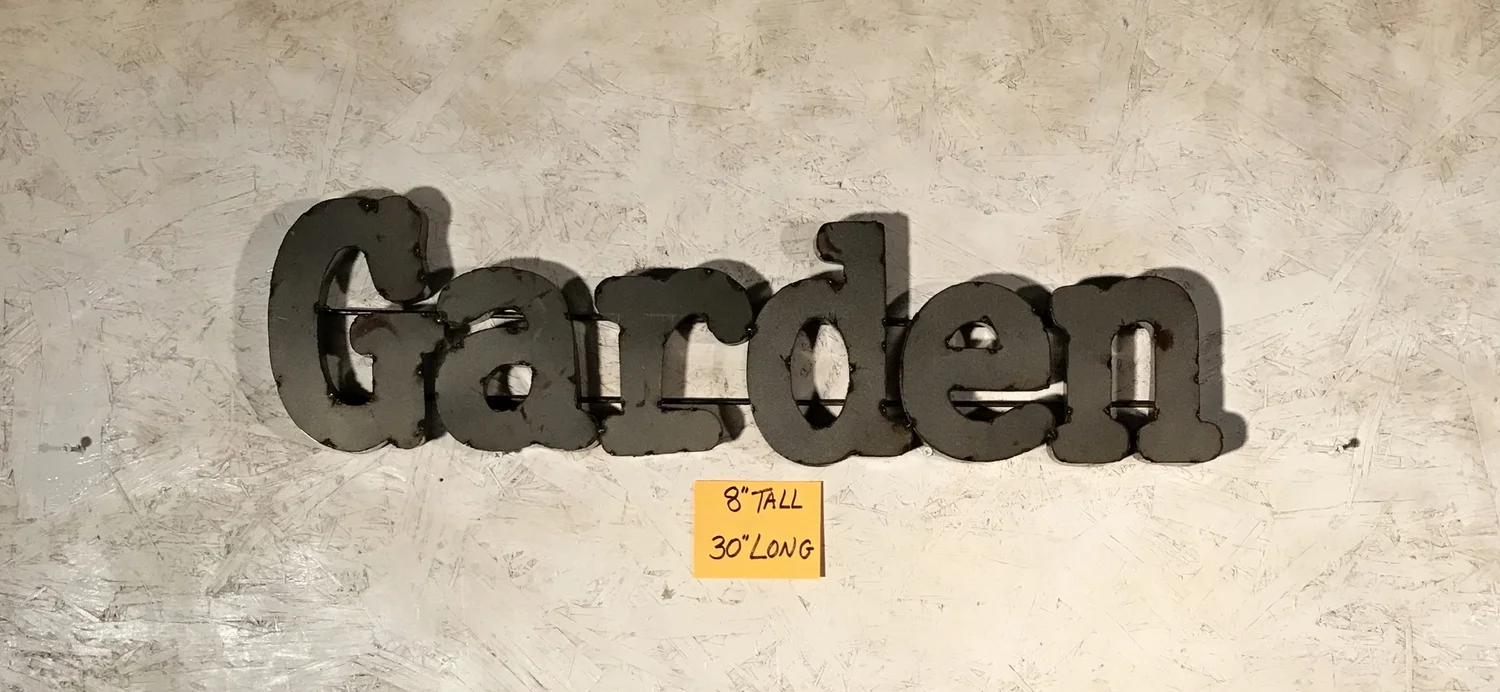 Garden
8" TALL
30" LONG